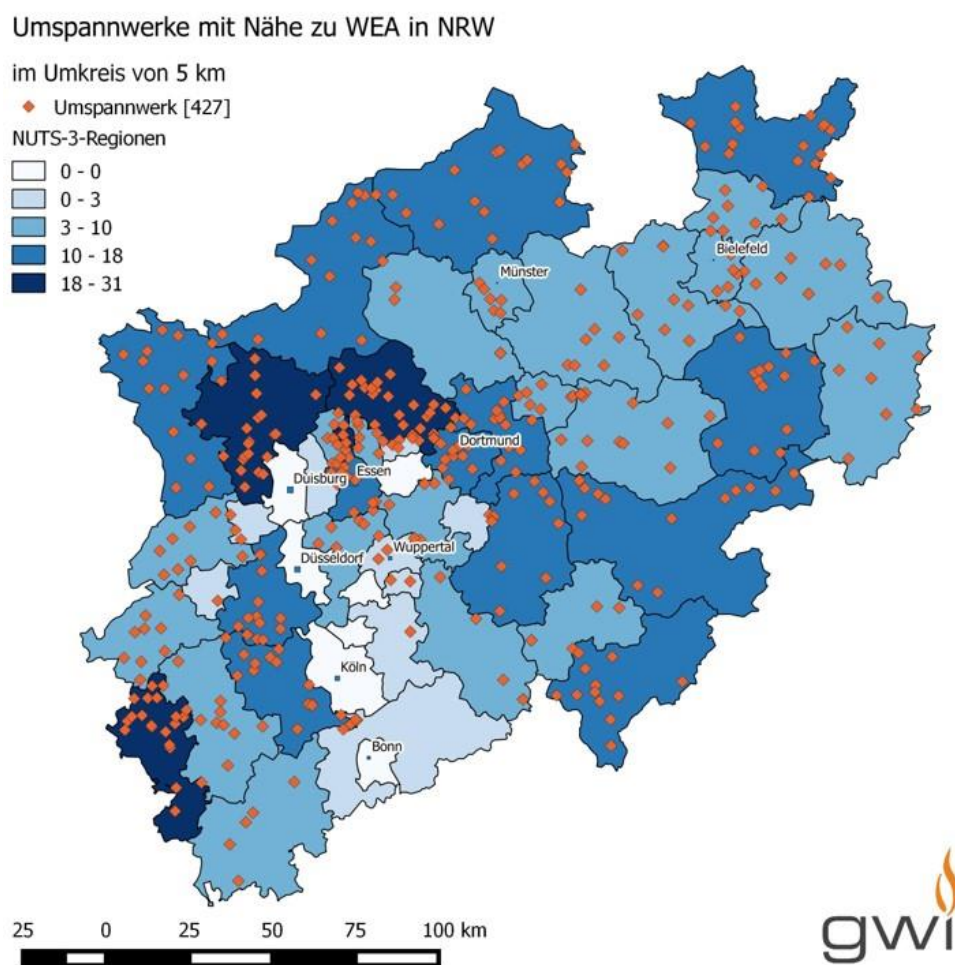 Umspannwerke mit Nähe zu WEA in NRW
im Umkreis von 5 km
Umspannwerk [427]
NUTS-3-Regionen
0 - 0
0 - 3
3 - 10
10 - 18
18 - 31
Bielefeld
Münster
Dortmund
Essen
Duisburg
Wuppertal
Düsseldorf
Köln
Bonn
25 0 25 50 75 100 km
gwi